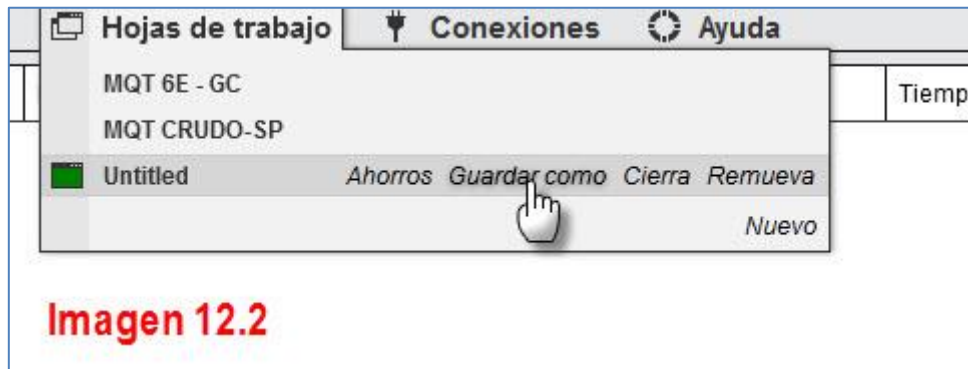 Hojas de trabajo Conexiones Ayuda
Tiemp
MQT 6E - GC
MQT CRUDO-SP
Untitled Ahorros Guardar como Cierra Remueva
Nuevo
Imagen 12.2